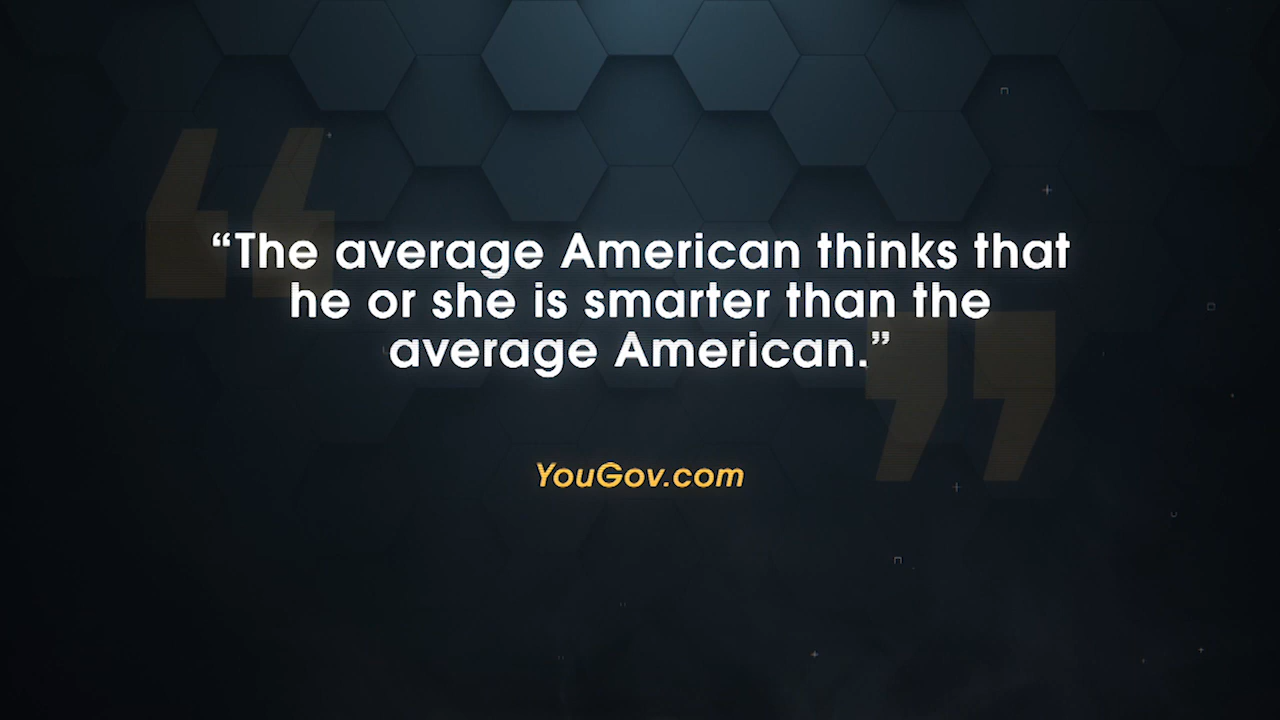 “The average American thinks that
he or she is smarter than the
average American.”
YouGov.com